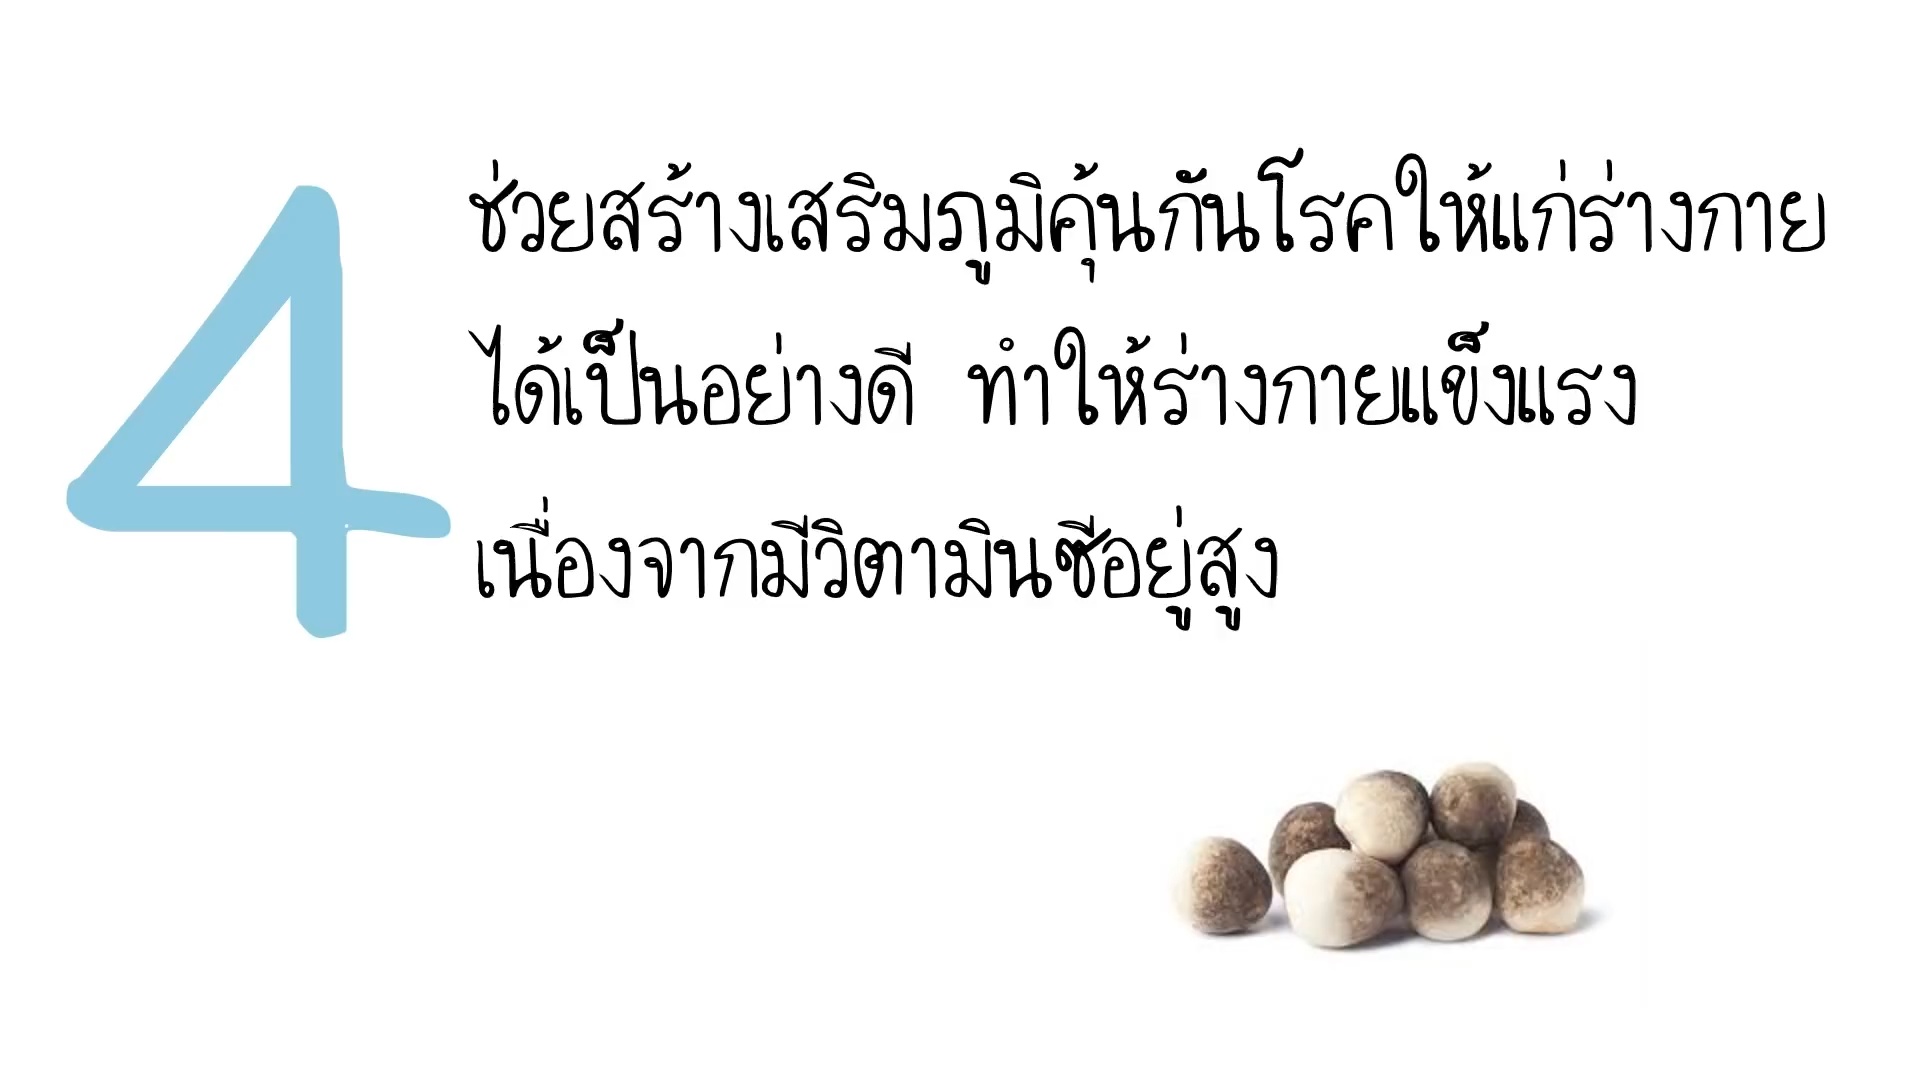 4
ช่วยสร้างเสริมภูมิคุ้นกันโรคให้แก่ร่างกาย
ได้เป็นอย่างดี ทำให้ร่างกายแข็งแรง
เนื่องจากมีวิตามินซีอยู่สูง